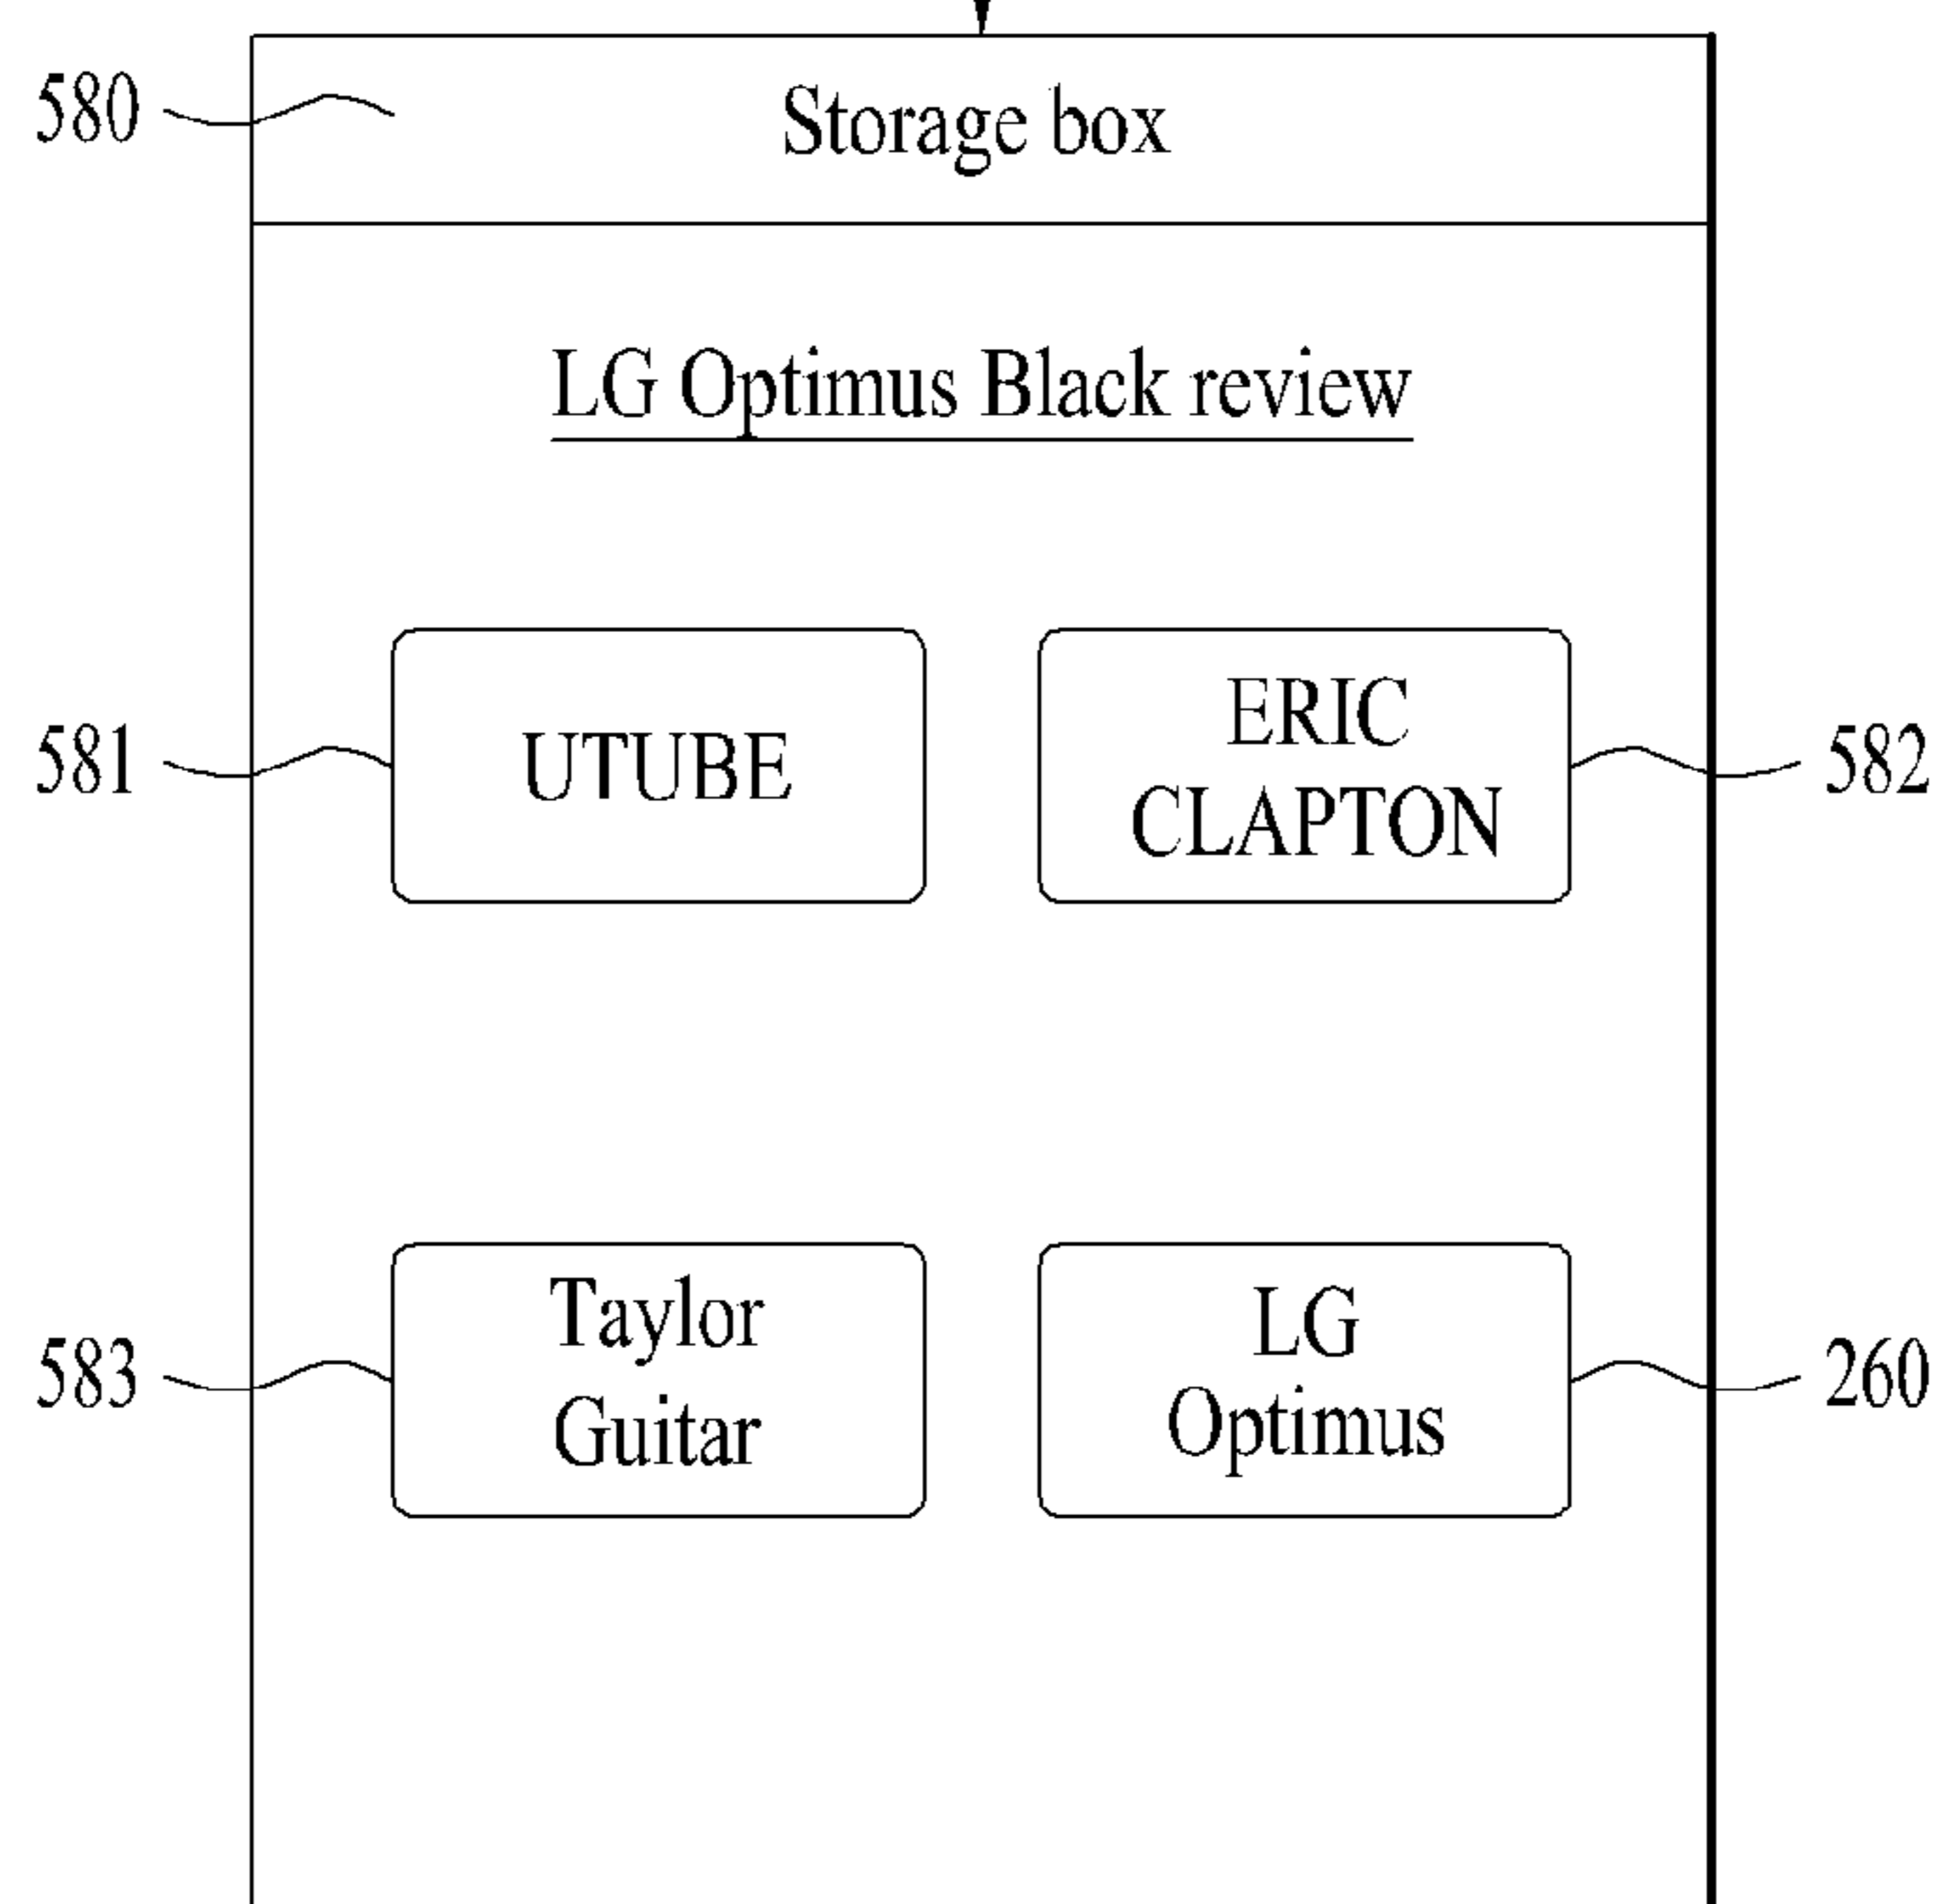 580
Storage box
LG Optimus Black review
581
UTUBE
ERIC
CLAPTON
582
583
Taylor
Guitar
LG
Optimus
260